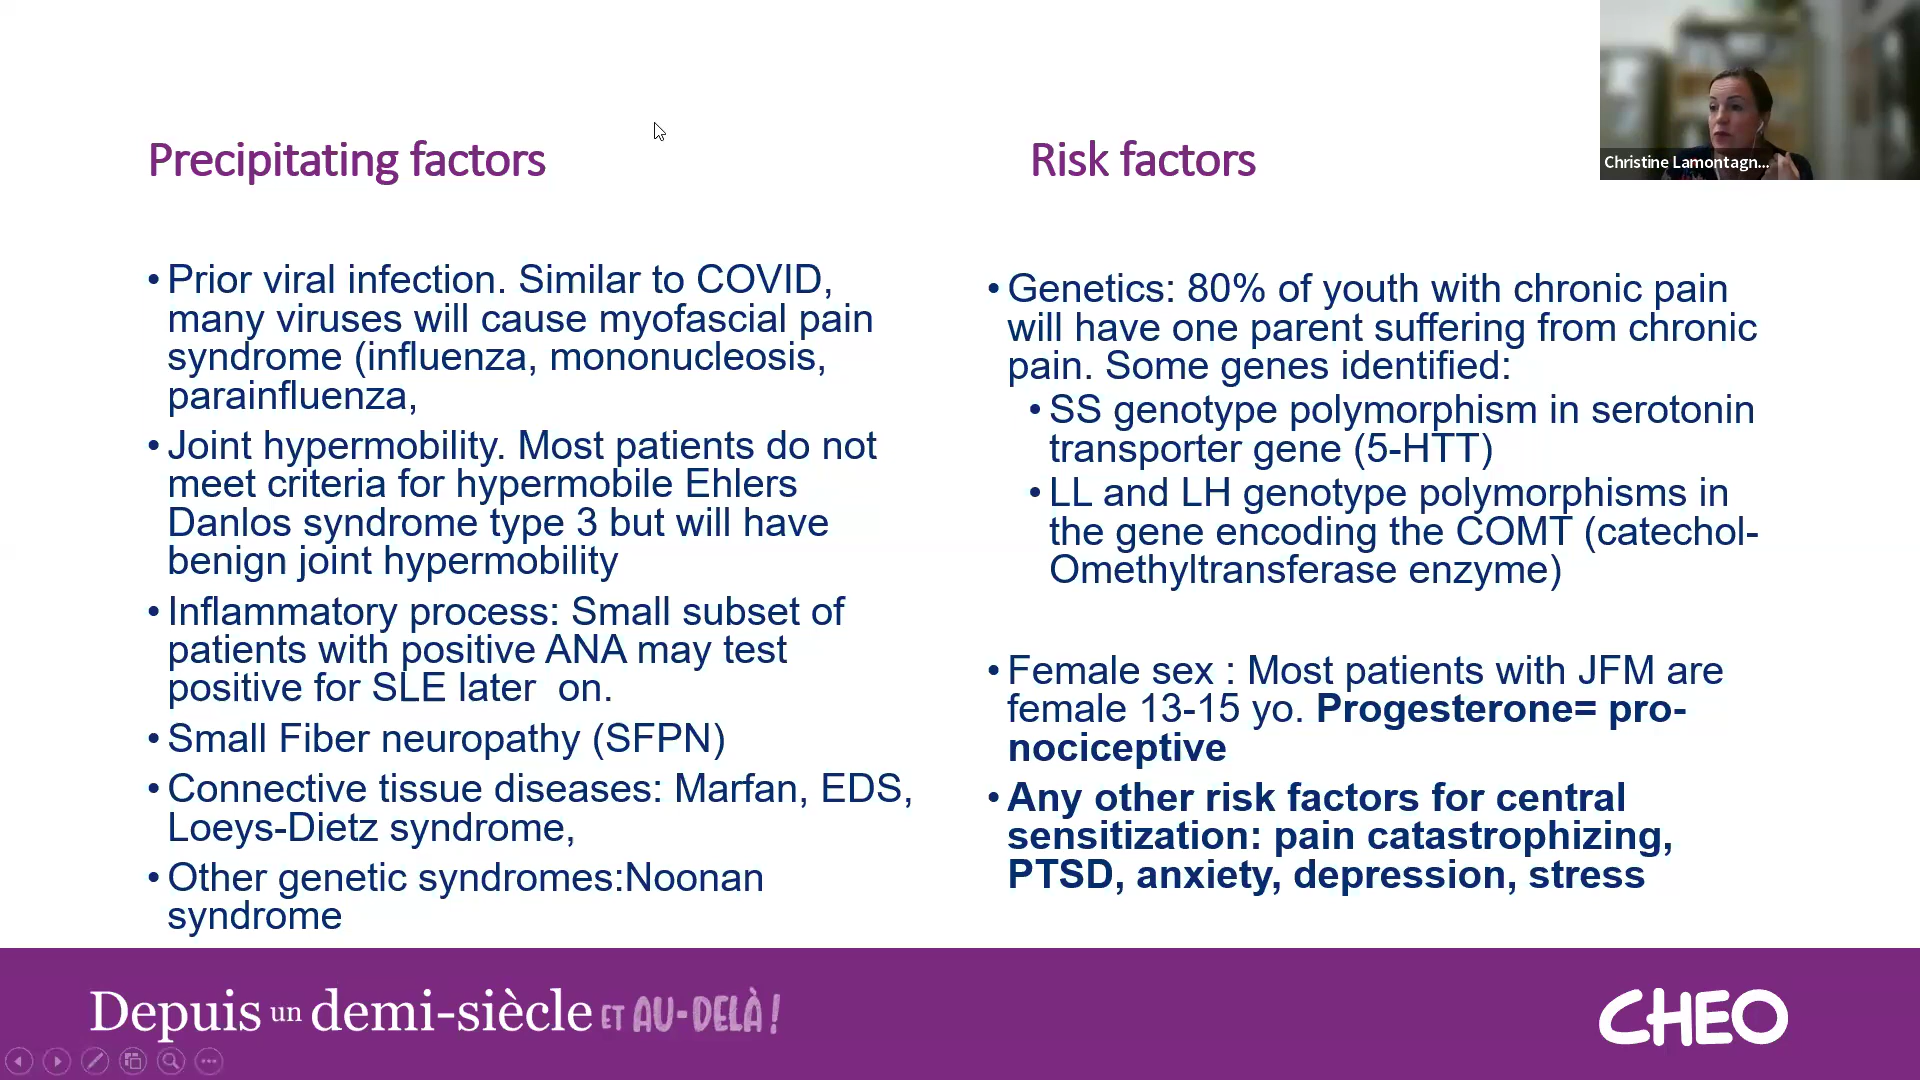 Precipitating factors
• Prior viral infection. Similar to COVID,
many viruses will cause myofascial pain
syndrome (influenza, mononucleosis,
parainfluenza,
• Joint hypermobility. Most patients do not
meet criteria for hypermobile Ehlers
Danlos syndrome type 3 but will have
benign joint hypermobility
• Inflammatory process: Small subset of
patients with positive ANA may test
positive for SLE later  on.
• Small Fiber neuropathy (SFPN)
• Connective tissue diseases: Marfan, EDS,
Loeys-Dietz syndrome,
• Other genetic syndromes:Noonan
syndrome
Risk factors
• Genetics: 80% of youth with chronic pain
will have one parent suffering from chronic
pain. Some genes identified:
• SS genotype polymorphism in serotonin
transporter gene (5-HTT)
• LL and LH genotype polymorphisms in
the gene encoding the COMT (catechol-
Omethyltransferase enzyme)
• Female sex : Most patients with JFM are
female 13-15 yo. Progesterone= pro-
nociceptive
• Any other risk factors for central
sensitization: pain catastrophizing,
PTSD, anxiety, depression, stress
Christine Lamontagn...
Depuis un demi-siècle ET AU-DELÀ!
CHEO